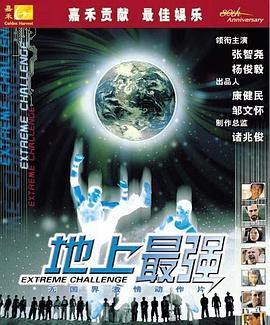 嘉禾
Golden Harvest
嘉禾贡献 最佳娱乐
30th
Anniversary
EXTREME CHALLENGE
EXTREME CHALLENGE
领衔主演
张智尧
杨俊毅
出品人
康健民
邹文怀
制作总监
诸兆俊
地上最强
EXTREME CHALLENGE
无国界激情动作片